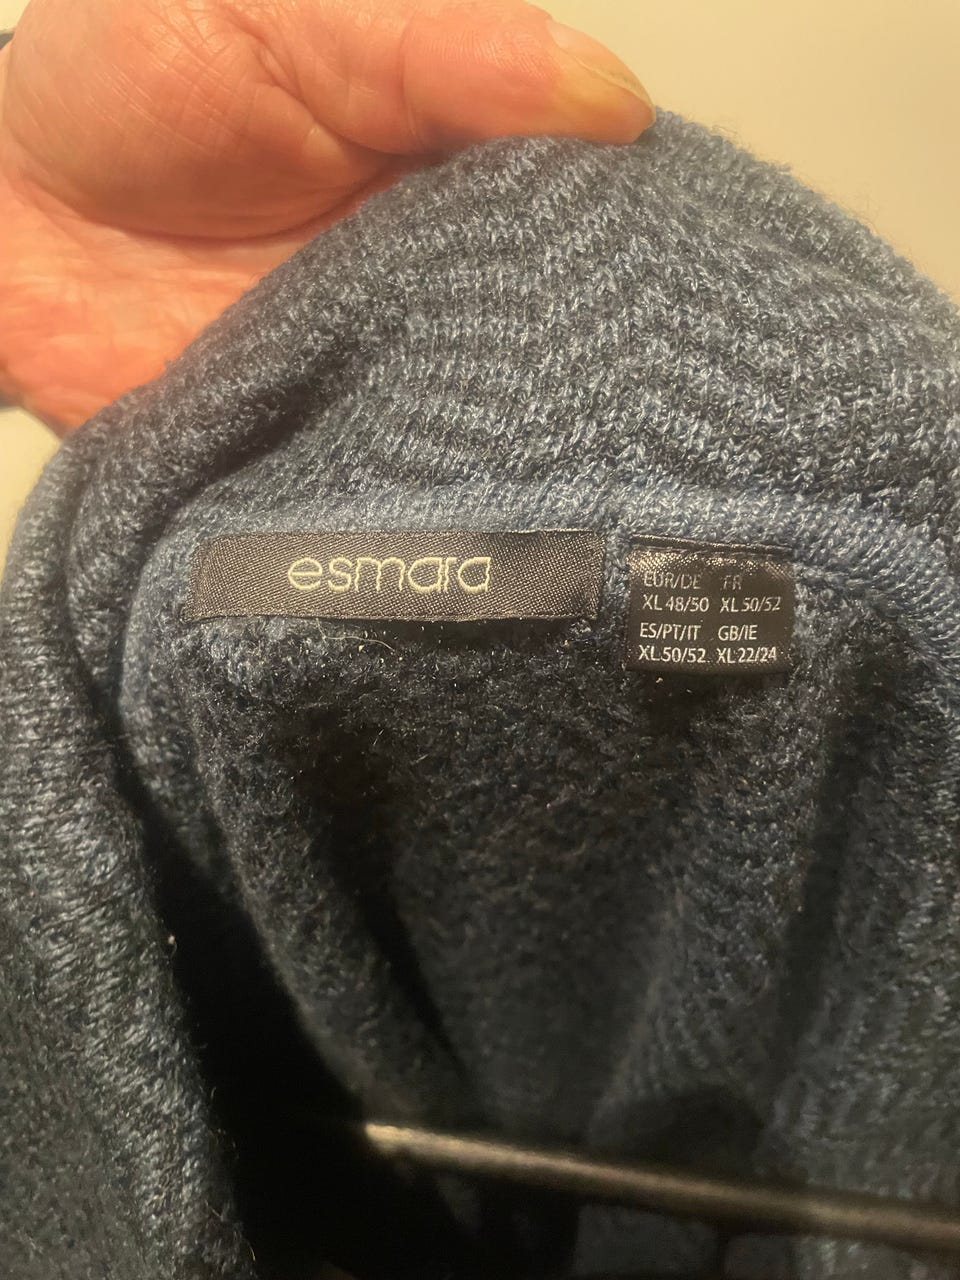 esmara
EUR/DE FR
XL 48/50 XL 50/52
ES/PT/IT GB/IE
XL 50/52 XL 22/24